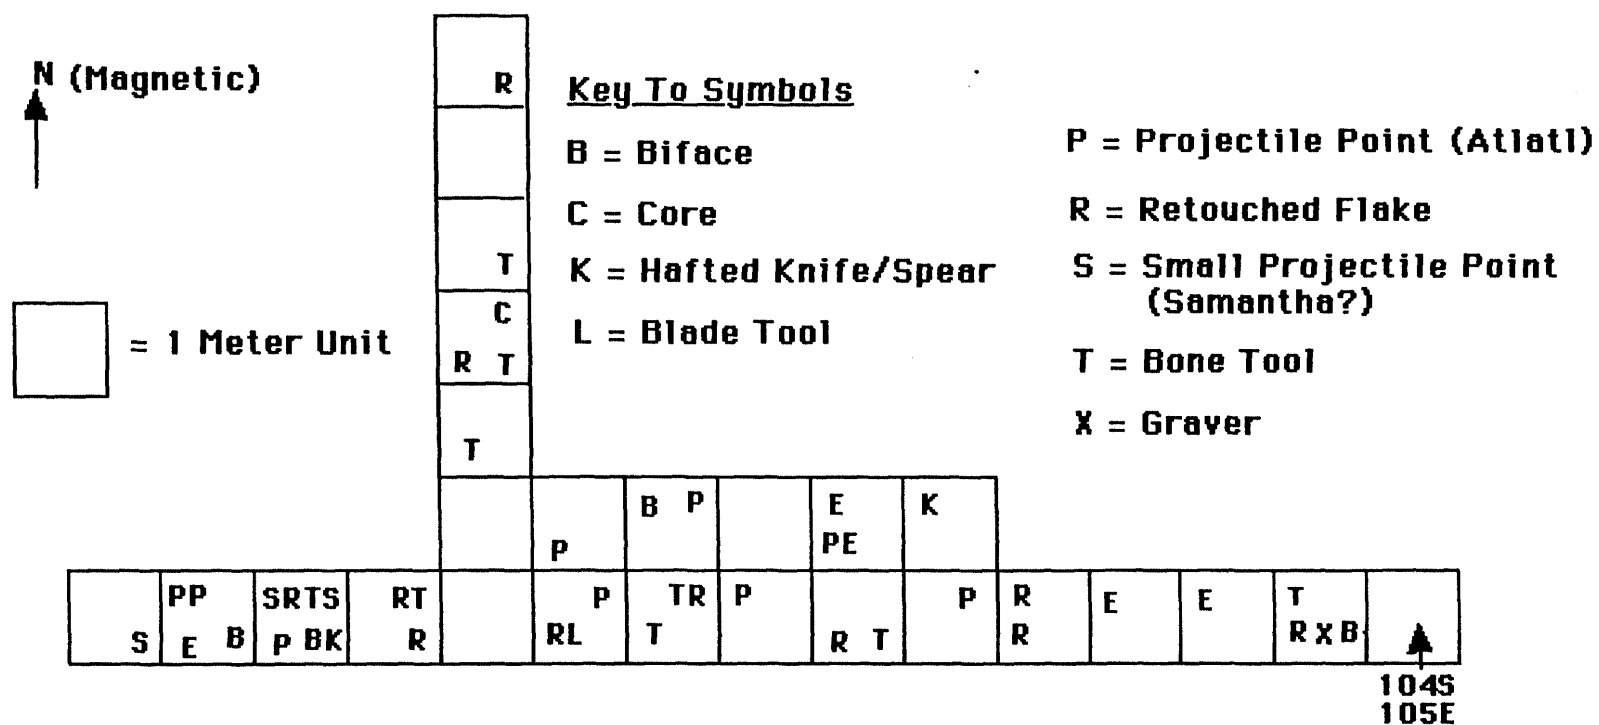 N (Magnetic)
R
Key To Symbols
B = Biface
P = Projectile Point (Atlatl)
C = Core
R = Retouched Flake
T
K = Hafted Knife/Spear
S = Small Projectile Point
(Samantha?)
C
= 1 Meter Unit
L = Blade Tool
R T
T = Bone Tool
X = Graver
T
B P
E
K
P
PE
PP
SRTS
RT
P
TR
P
P
R
E
E
T
S
E B
P BK
R
RL
T
R T
R
R X B
104S
105E